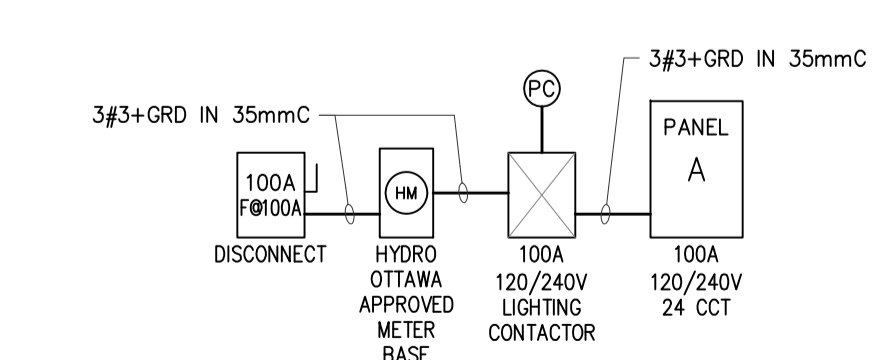 3#3+GRD IN 35mmC
3#3+GRD IN 35mmC
PC
PANEL
A
100A
F@100A
HM
DISCONNECT
HYDRO
OTTAWA
APPROVED
METER
BASE
100A
120/240V
LIGHTING
CONTACTOR
100A
120/240V
24 CCT